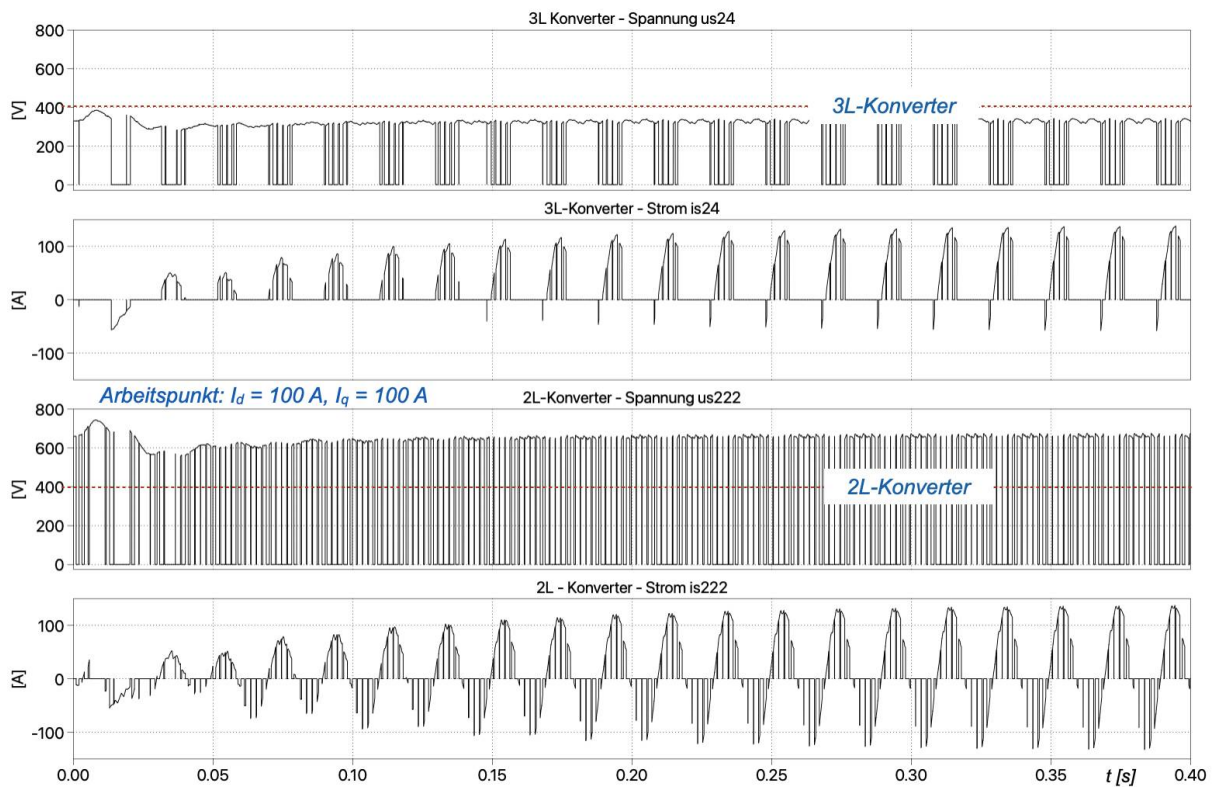 3L Konverter - Spannung us24
800
600
400
200
0
[V]
3L-Konverter
3L-Konverter - Strom is24
100
0
-100
[A]
Arbeitspunkt: Id = 100 A, Iq = 100 A
2L-Konverter - Spannung us222
800
600
400
200
0
[V]
2L-Konverter
2L - Konverter - Strom is222
100
0
-100
[A]
0.00 0.05 0.10 0.15 0.20 0.25 0.30 0.35 t [s] 0.40